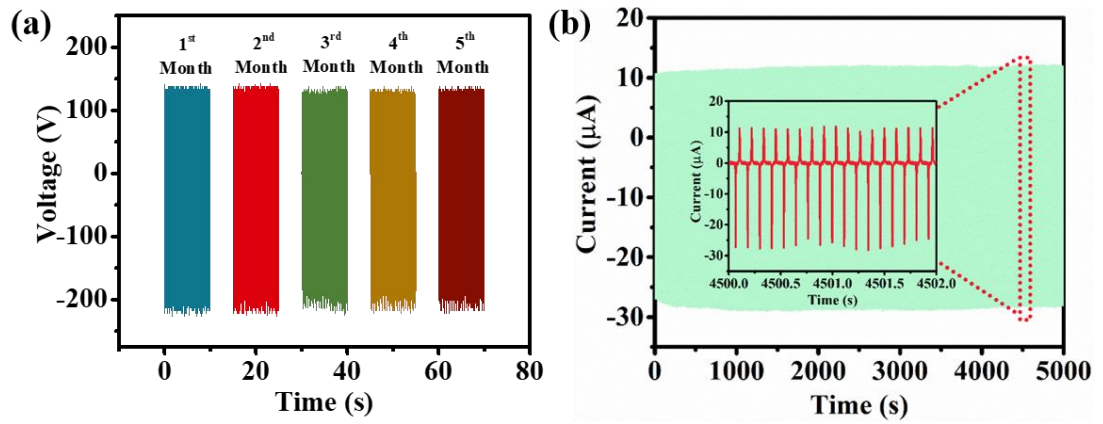 (a)
200
100
0
-100
-200
Voltage (V)
1st
Month
2nd
Month
3rd
Month
4th
Month
5th
Month
0 20 40 60 80
Time (s)
(b)
20
10
0
-10
-20
-30
Current (μA)
20
10
0
-10
-20
-30
Current (μA)
4500.0 4500.5 4501.0 4501.5 4502.0
Time (s)
0 1000 2000 3000 4000 5000
Time (s)